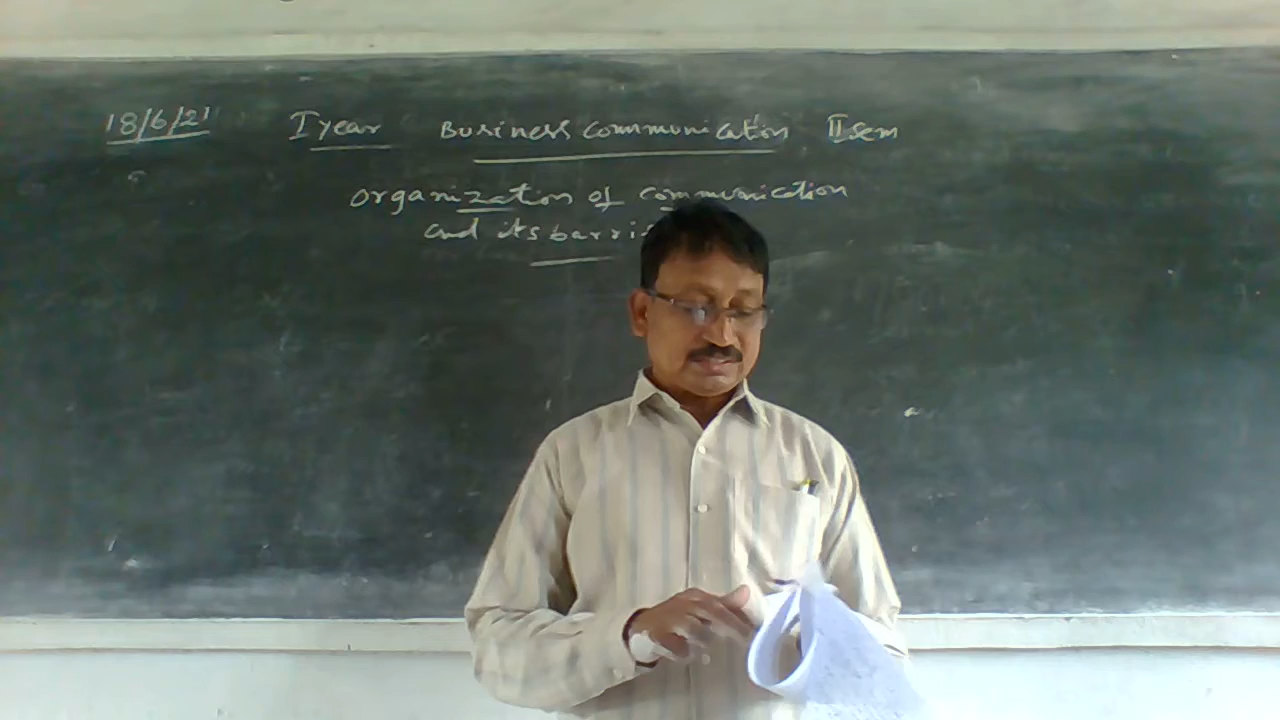 18/6/21 I year Business Communication II sem
organization of communication
and its